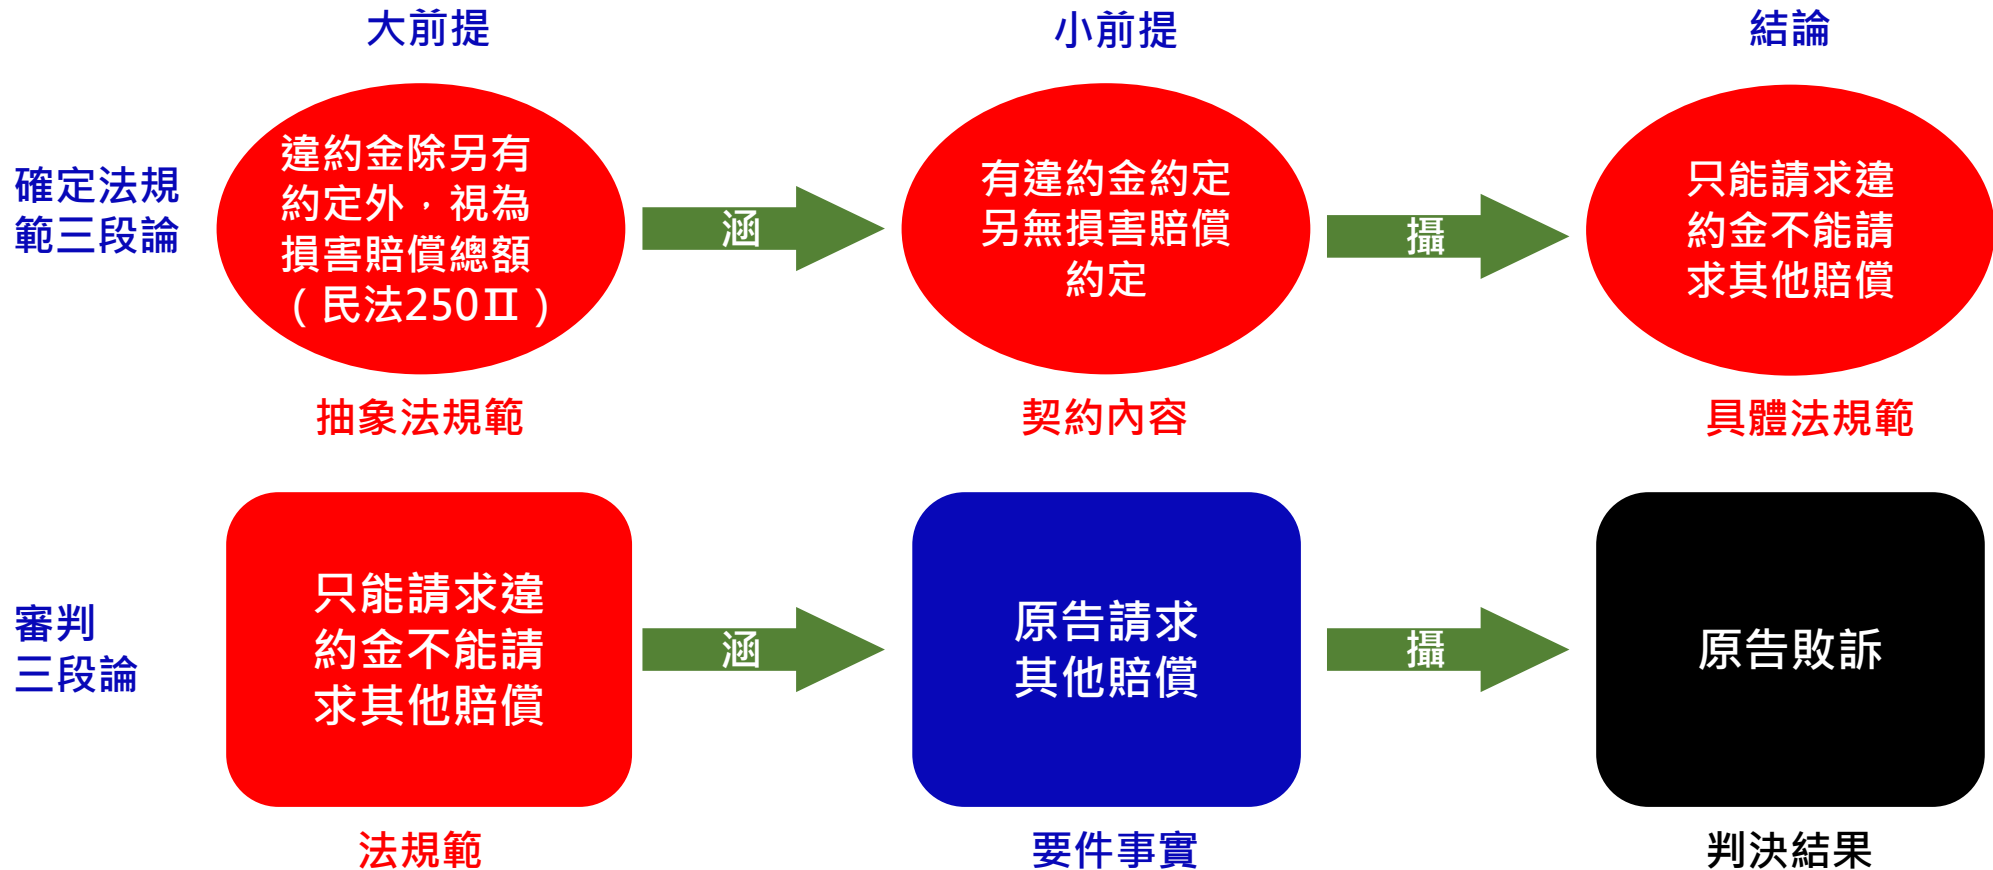 大前提
小前提
結論
確定法規
範三段論
違約金除另有
約定外，視為
損害賠償總額
（民法250Ⅱ）
涵
有違約金約定
另無損害賠償
約定
攝
只能請求違
約金不能請
求其他賠償
抽象法規範
契約內容
具體法規範
審判
三段論
只能請求違
約金不能請
求其他賠償
涵
原告請求
其他賠償
攝
原告敗訴
法規範
要件事實
判決結果